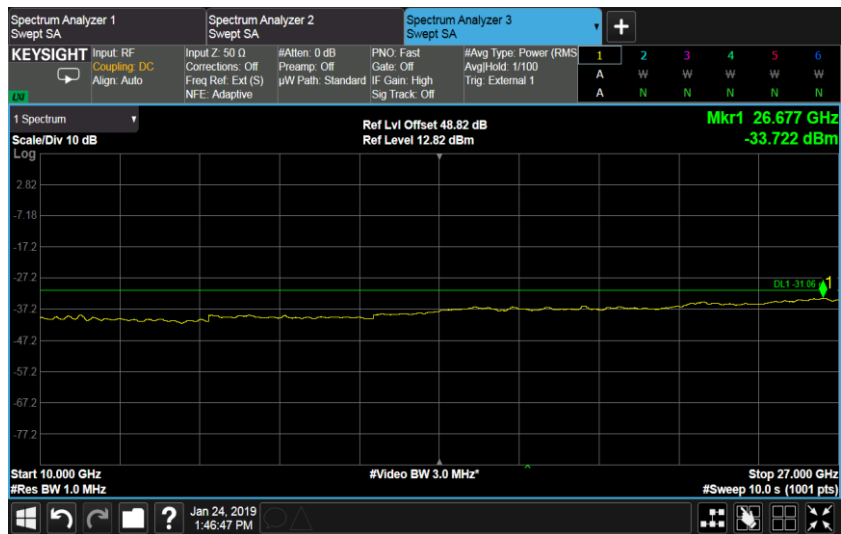 Spectrum Analyzer 1
Swept SA
Spectrum Analyzer 2
Swept SA
Spectrum Analyzer 3
Swept SA
+
KEYSIGHT
LXI
Input: RF
Coupling: DC
Align: Auto
Input Z: 50 Ω
Corrections: Off
Freq Ref: Ext (S)
NFE: Adaptive
#Atten: 0 dB
Preamp: Off
µW Path: Standard
PNO: Fast
Gate: Off
IF Gain: High
Sig Track: Off
#Avg Type: Power (RMS
Avg|Hold: 1/100
Trig: External 1
1 2 3 4 5 6
A W W W W W
A N N N N N
1 Spectrum
Scale/Div 10 dB
Ref Lvl Offset 48.82 dB
Ref Level 12.82 dBm
Mkr1 26.677 GHz
-33.722 dBm
Log
2.82
-7.18
-17.2
-27.2
DL1 -31.06
1
-37.2
-47.2
-57.2
-67.2
-77.2
Start 10.000 GHz
#Video BW 3.0 MHz*
Stop 27.000 GHz
#Res BW 1.0 MHz
#Sweep 10.0 s (1001 pts)
?
Jan 24, 2019
1:46:47 PM